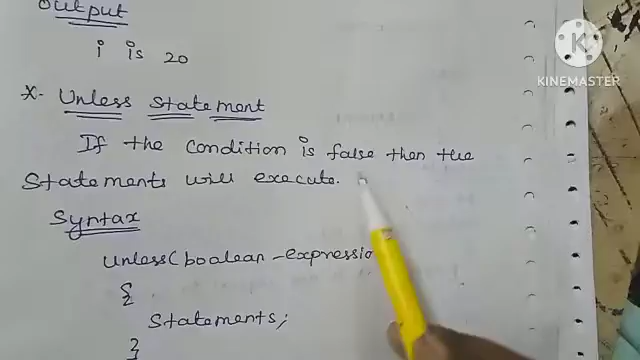 Output
i is 20
KINEMASTER
*. Unless Statement
If the condition is false then the
Statements will execute.
Syntax
unless(boolean-expressio
{
Statements;
}